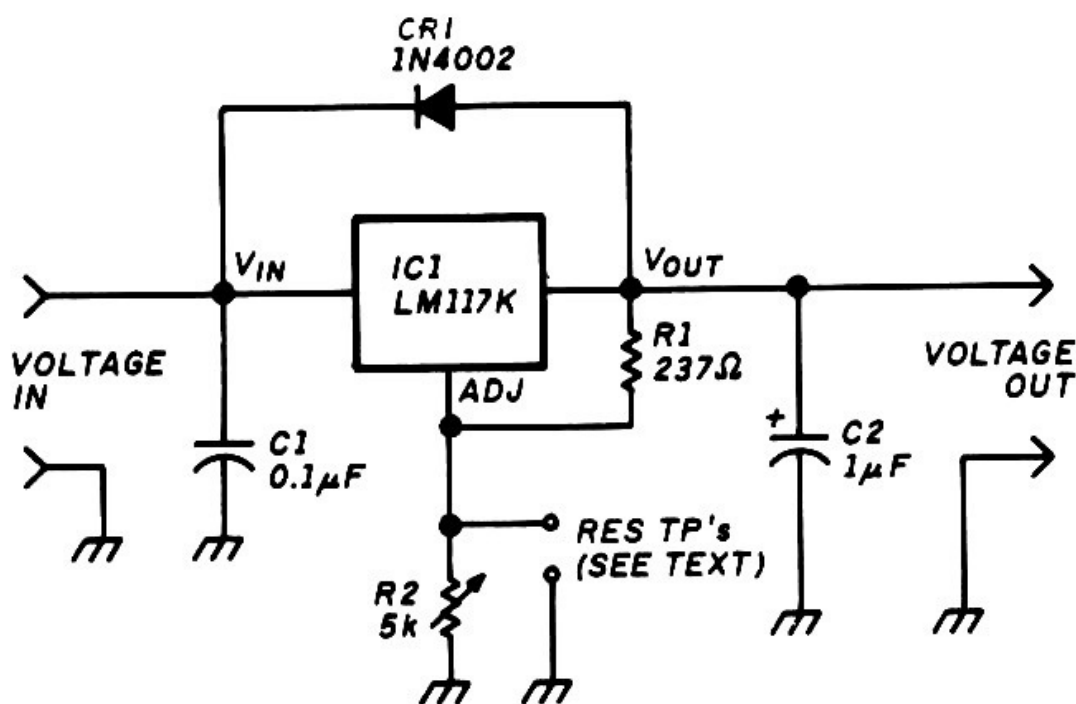 CR1
1N4002
VIN
IC1
LM117K
VOUT
R1
237Ω
ADJ
VOLTAGE
IN
VOLTAGE
OUT
C1
0.1μF
+
C2
1μF
RES TP's
(SEE TEXT)
R2
5k